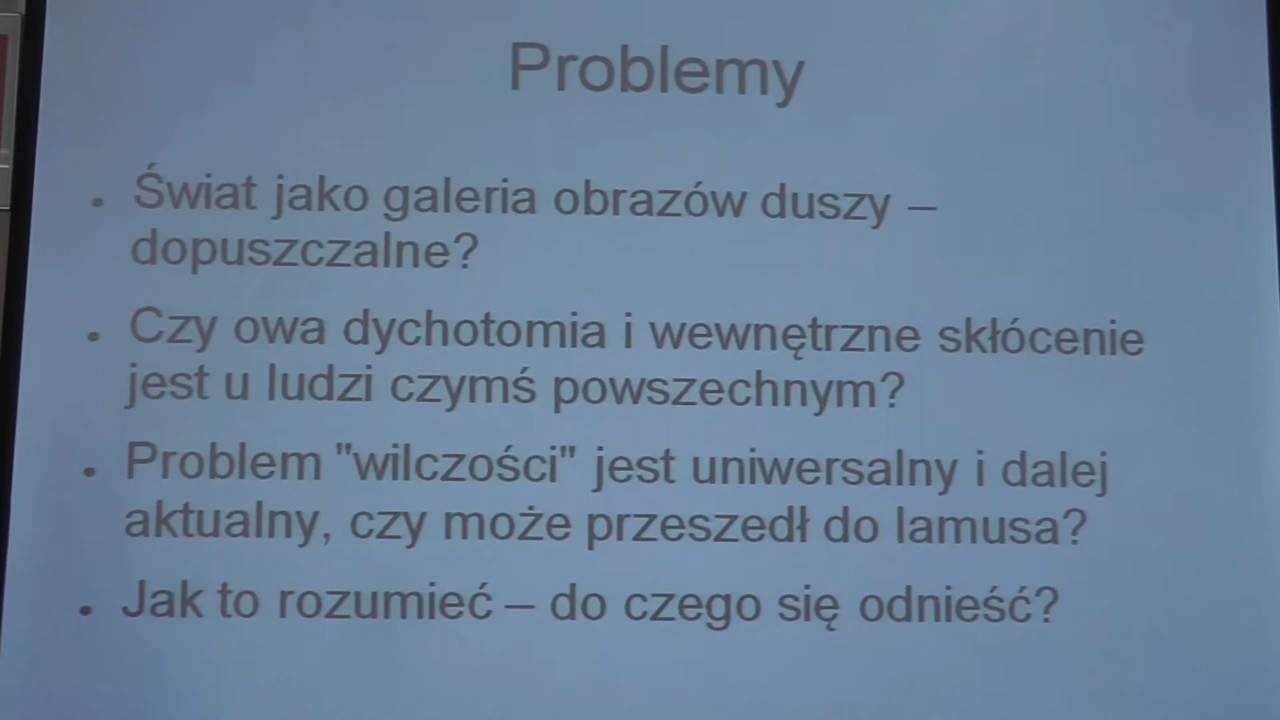 Problemy
• Świat jako galeria obrazów duszy –
dopuszczalne?
• Czy owa dychotomia i wewnętrzne skłócenie
jest u ludzi czymś powszechnym?
• Problem "wilczości" jest uniwersalny i dalej
aktualny, czy może przeszedł do lamusa?
• Jak to rozumieć – do czego się odnieść?